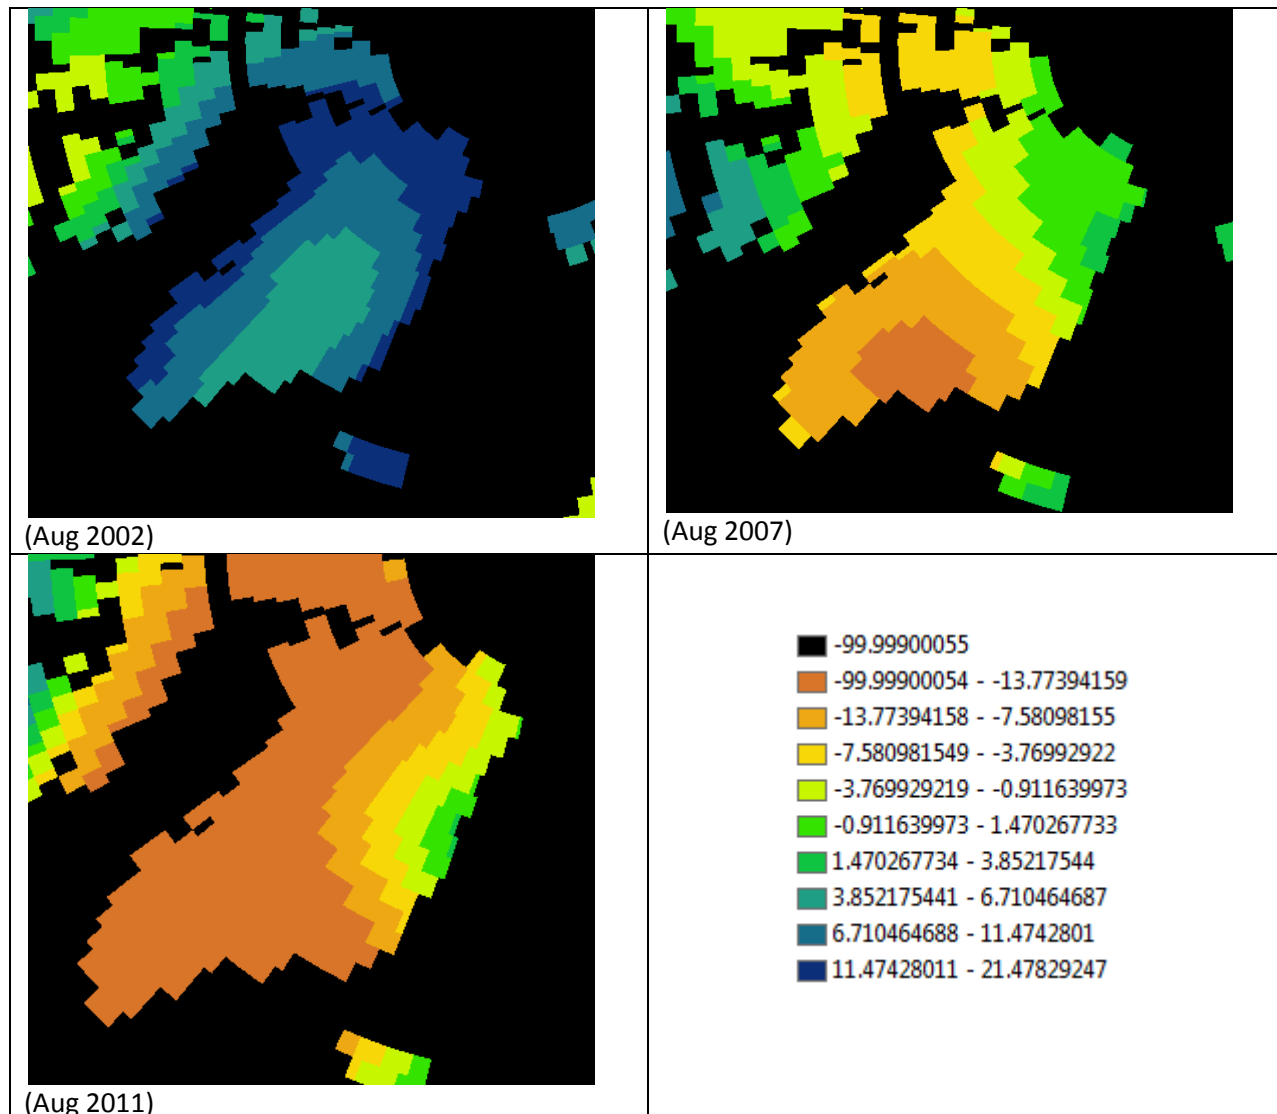 (Aug 2002)
(Aug 2007)
(Aug 2011)
-99.99900055
-99.99900054 - -13.77394159
-13.77394158 - -7.58098155
-7.580981549 - -3.76992922
-3.769929219 - -0.911639973
-0.911639973 - 1.470267733
1.470267734 - 3.85217544
3.852175441 - 6.710464687
6.710464688 - 11.4742801
11.47428011 - 21.47829247